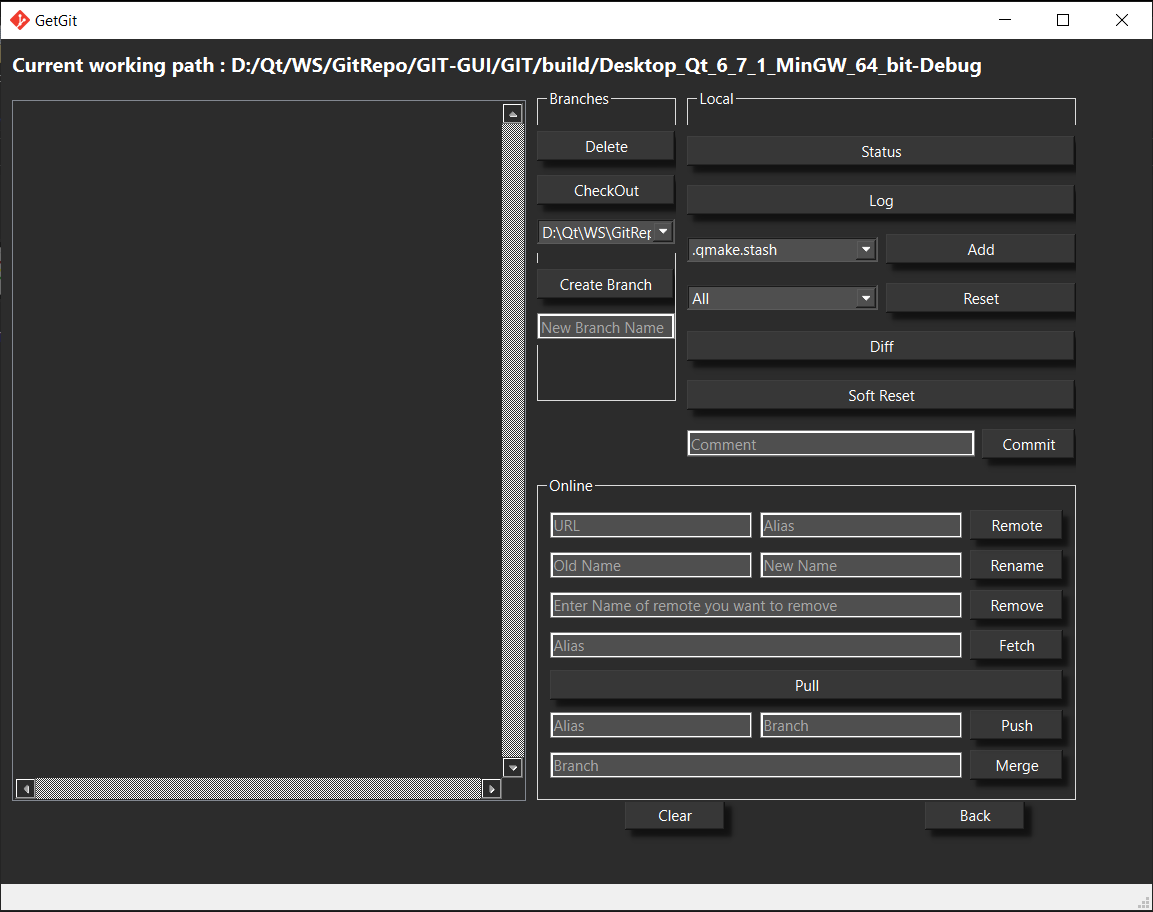 GetGit
Current working path : D:/Qt/WS/GitRepo/GIT-GUI/GIT/build/Desktop_Qt_6_7_1_MinGW_64_bit-Debug
Branches
Delete
CheckOut
D:\Qt\WS\GitRep
Create Branch
New Branch Name
Local
Status
Log
.qmake.stash
Add
All
Reset
Diff
Soft Reset
Comment
Commit
Online
URL
Alias
Remote
Old Name
New Name
Rename
Enter Name of remote you want to remove
Remove
Alias
Fetch
Pull
Alias
Branch
Push
Branch
Merge
Clear
Back